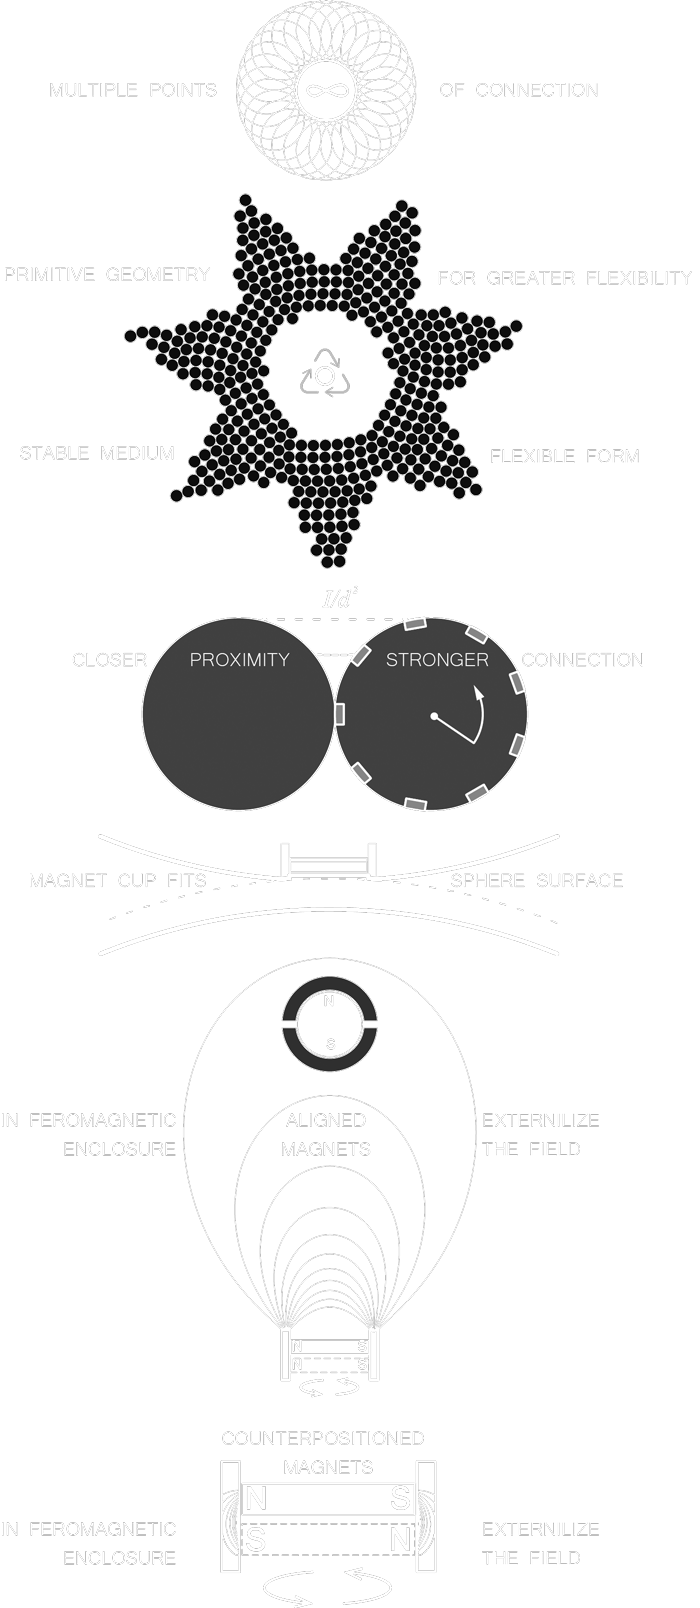 MULTIPLE POINTS OF CONNECTION
PRIMITIVE GEOMETRY FOR GREATER FLEXIBILITY
STABLE MEDIUM FLEXIBLE FORM
1/d²
CLOSER PROXIMITY STRONGER CONNECTION
MAGNET CUP FITS SPHERE SURFACE
N
S
IN FEROMAGNETIC ALIGNED EXTERNILIZE
ENCLOSURE MAGNETS THE FIELD
N S
N S
COUNTERPOSITIONED
MAGNETS
N S
IN FEROMAGNETIC S N EXTERNILIZE
ENCLOSURE THE FIELD